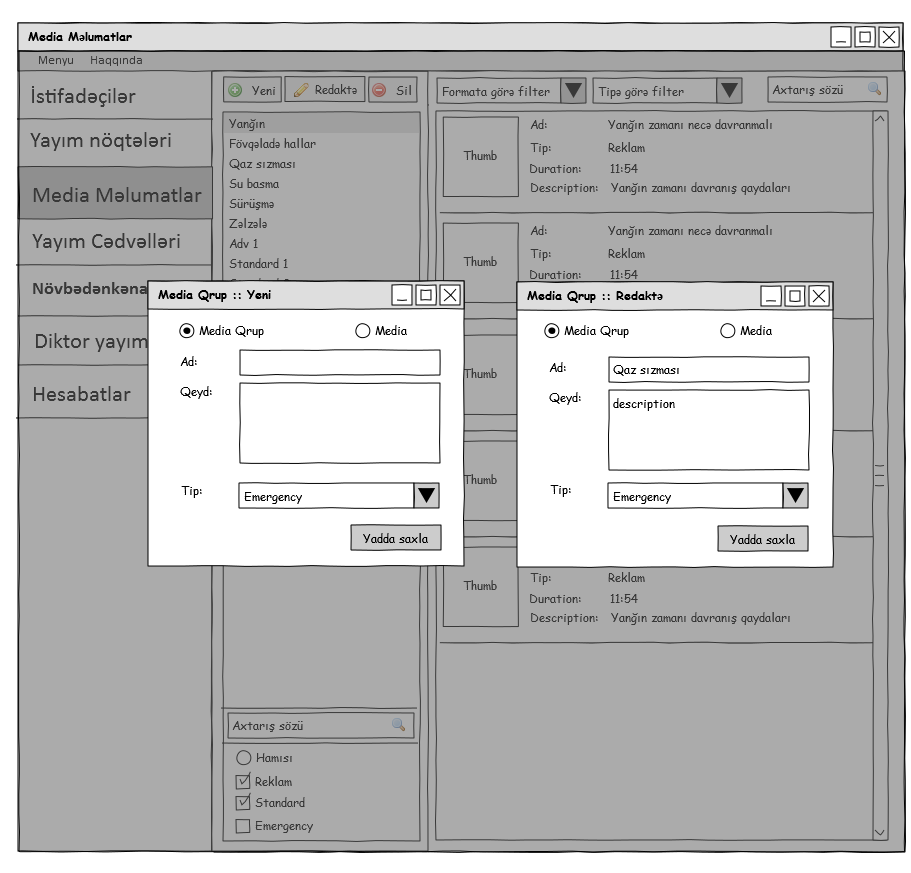 Media Məlumatlar
Menyu Haqqında
İstifadəçilər
Yayım nöqtələri
Media Məlumatlar
Yayım Cədvəlləri
Növbədənkəna
Diktor yayım
Hesabatlar
Yeni Redaktə Sil
Yanğın
Fövqəladə hallar
Qaz sızması
Su basma
Sürüşmə
Zəlzələ
Adv 1
Standard 1
Formata görə filter Tipə görə filter Axtarış sözü
Thumb
Ad: Yanğın zamanı necə davranmalı
Tip: Reklam
Duration: 11:54
Description: Yanğın zamanı davranış qaydaları
Thumb
Ad: Yanğın zamanı necə davranmalı
Tip: Reklam
Duration: 11:54
Thumb
Thumb
Thumb
Tip: Reklam
Duration: 11:54
Description: Yanğın zamanı davranış qaydaları
Media Qrup :: Yeni
Media Qrup Media
Ad:
Qeyd:
Tip: Emergency
Yadda saxla
Media Qrup :: Redaktə
Media Qrup Media
Ad: Qaz sızması
Qeyd: description
Tip: Emergency
Yadda saxla
Axtarış sözü
Hamısı
Reklam
Standard
Emergency